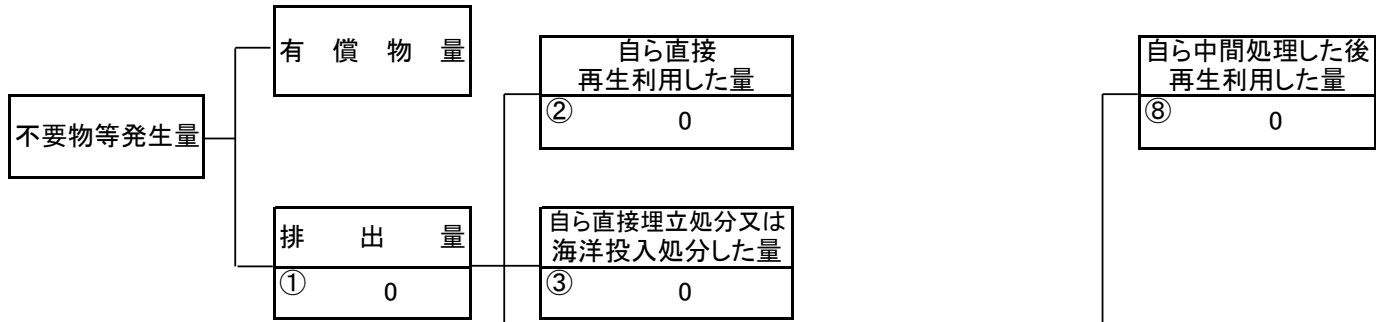 有償物量
自ら直接
再生利用した量
② 0
自ら中間処理した後
再生利用した量
⑧ 0
不要物等発生量
排出量
① 0
自ら直接埋立処分又は
海洋投入処分した量
③ 0